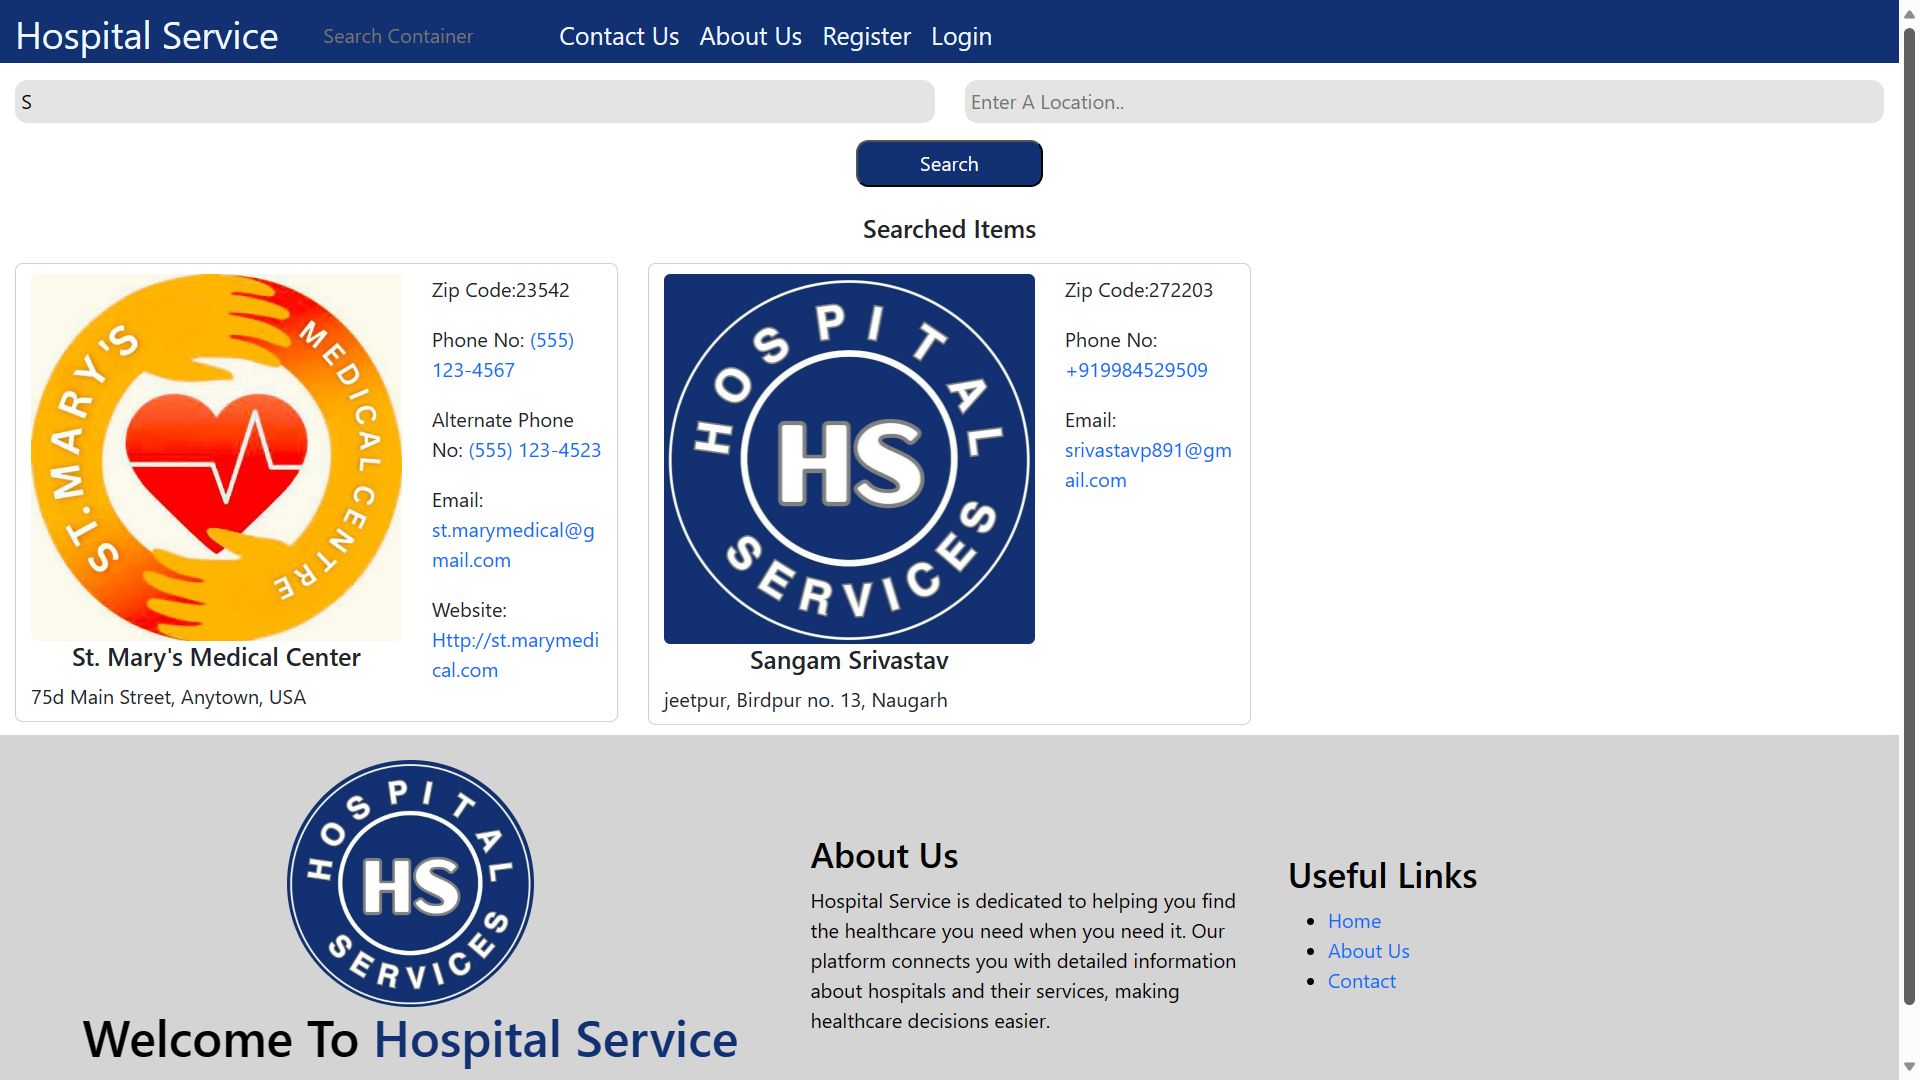 Hospital Service
Search Container
Contact Us
About Us
Register
Login
S
Enter A Location..
Search
Searched Items
ST. MARY'S MEDICAL CENTRE
St. Mary's Medical Center
75d Main Street, Anytown, USA
Zip Code:23542
Phone No: (555)
123-4567
Alternate Phone
No: (555) 123-4523
Email:
st.marymedical@g
mail.com
Website:
Http://st.marymedi
cal.com
HOSPITAL
HS
SERVICES
Sangam Srivastav
jeetpur, Birdpur no. 13, Naugarh
Zip Code:272203
Phone No:
+919984529509
Email:
srivastavp891@gm
ail.com
HOSPITAL
HS
SERVICES
Welcome To Hospital Service
About Us
Hospital Service is dedicated to helping you find
the healthcare you need when you need it. Our
platform connects you with detailed information
about hospitals and their services, making
healthcare decisions easier.
Useful Links
Home
About Us
Contact